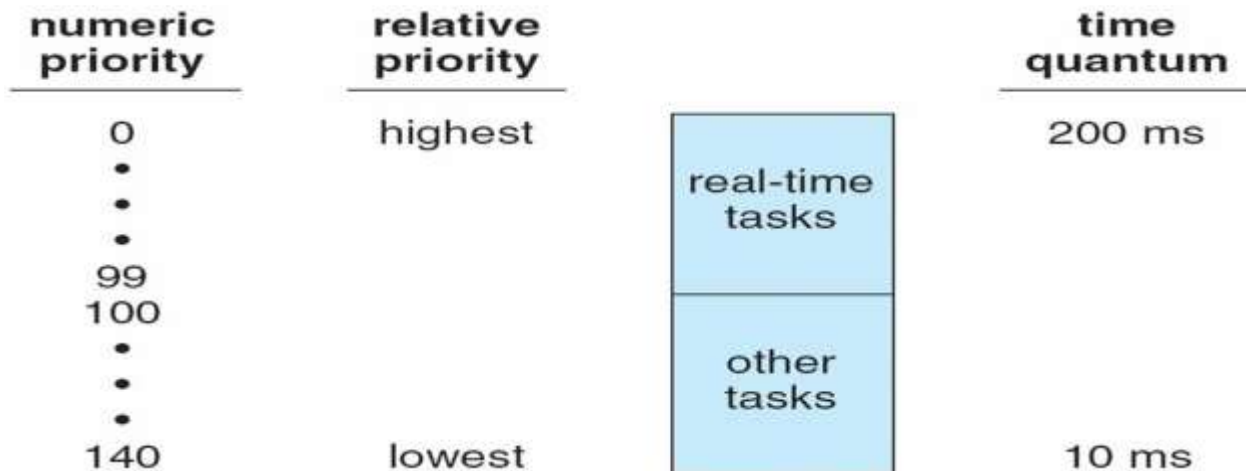 numeric priority
relative priority
time quantum
0
highest
200 ms
•
•
•
99
100
•
•
•
140
lowest
10 ms
real-time
tasks
other
tasks